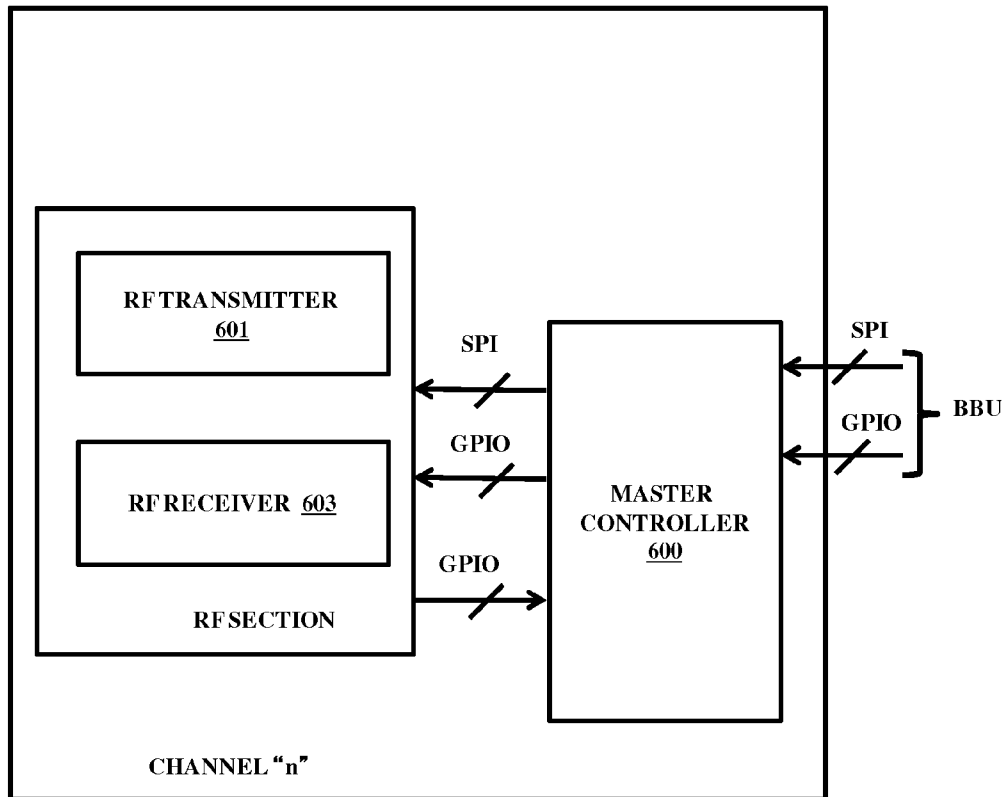 RF TRANSMITTER
601
RF RECEIVER 603
RF SECTION
SPI
GPIO
GPIO
MASTER
CONTROLLER
600
SPI
GPIO
BBU
CHANNEL “n”